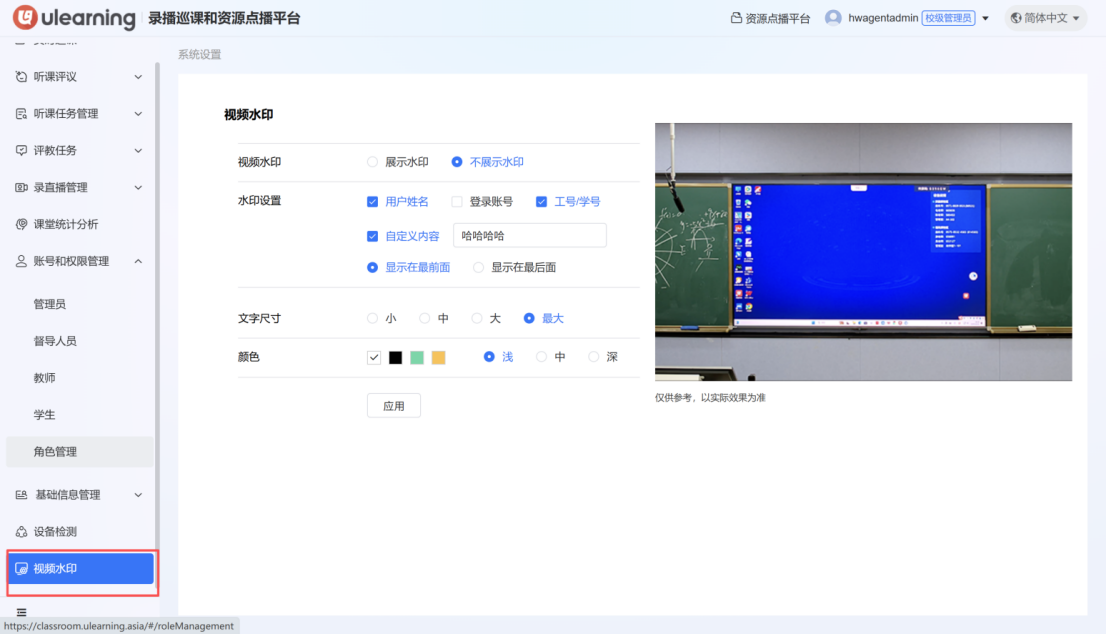 ulearning 录播巡课和资源点播平台
资源点播平台
hwagentadmin 校级管理员
简体中文
听课评议
听课任务管理
评教任务
录直播管理
课堂统计分析
账号和权限管理
管理员
督导人员
教师
学生
角色管理
基础信息管理
设备检测
视频水印
系统设置
视频水印
视频水印 展示水印 不展示水印
水印设置 用户姓名 登录账号 工号/学号
自定义内容 哈哈哈哈
显示在最前面 显示在最后面
文字尺寸 小 中 大 最大
颜色 浅 中 深
应用
仅供参考，以实际效果为准
https://classroom.ulearning.asia/#/roleManagement